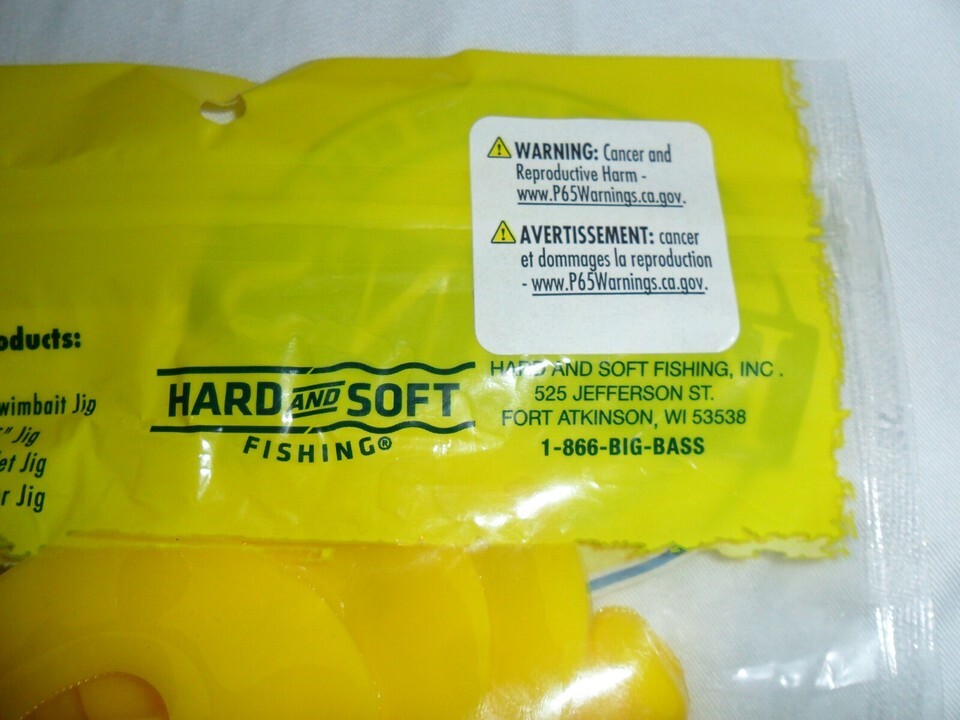 WARNING: Cancer and
Reproductive Harm -
www.P65Warnings.ca.gov.
AVERTISSEMENT: cancer
et dommages la reproduction
- www.P65Warnings.ca.gov.
oducts:
wimbait Jig
" Jig
et Jig
r Jig
HARD AND SOFT
FISHING®
HARD AND SOFT FISHING, INC.
525 JEFFERSON ST.
FORT ATKINSON, WI 53538
1-866-BIG-BASS